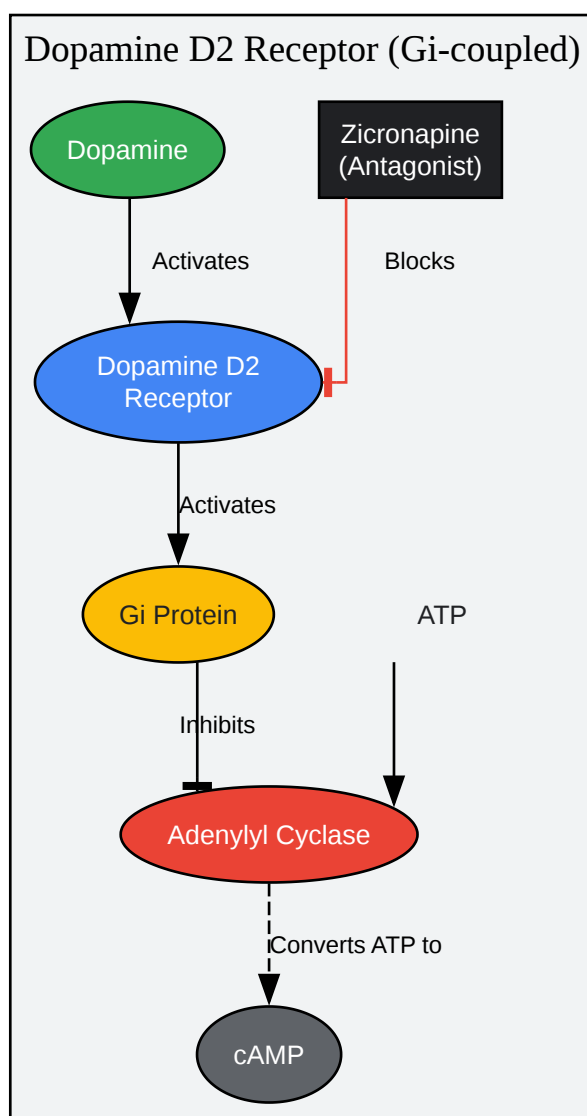 Dopamine D2 Receptor (Gi-coupled)
Dopamine
Zicronapine
(Antagonist)
Activates
Blocks
Dopamine D2
Receptor
Activates
Gi Protein
ATP
Inhibits
Adenylyl Cyclase
Converts ATP to
cAMP